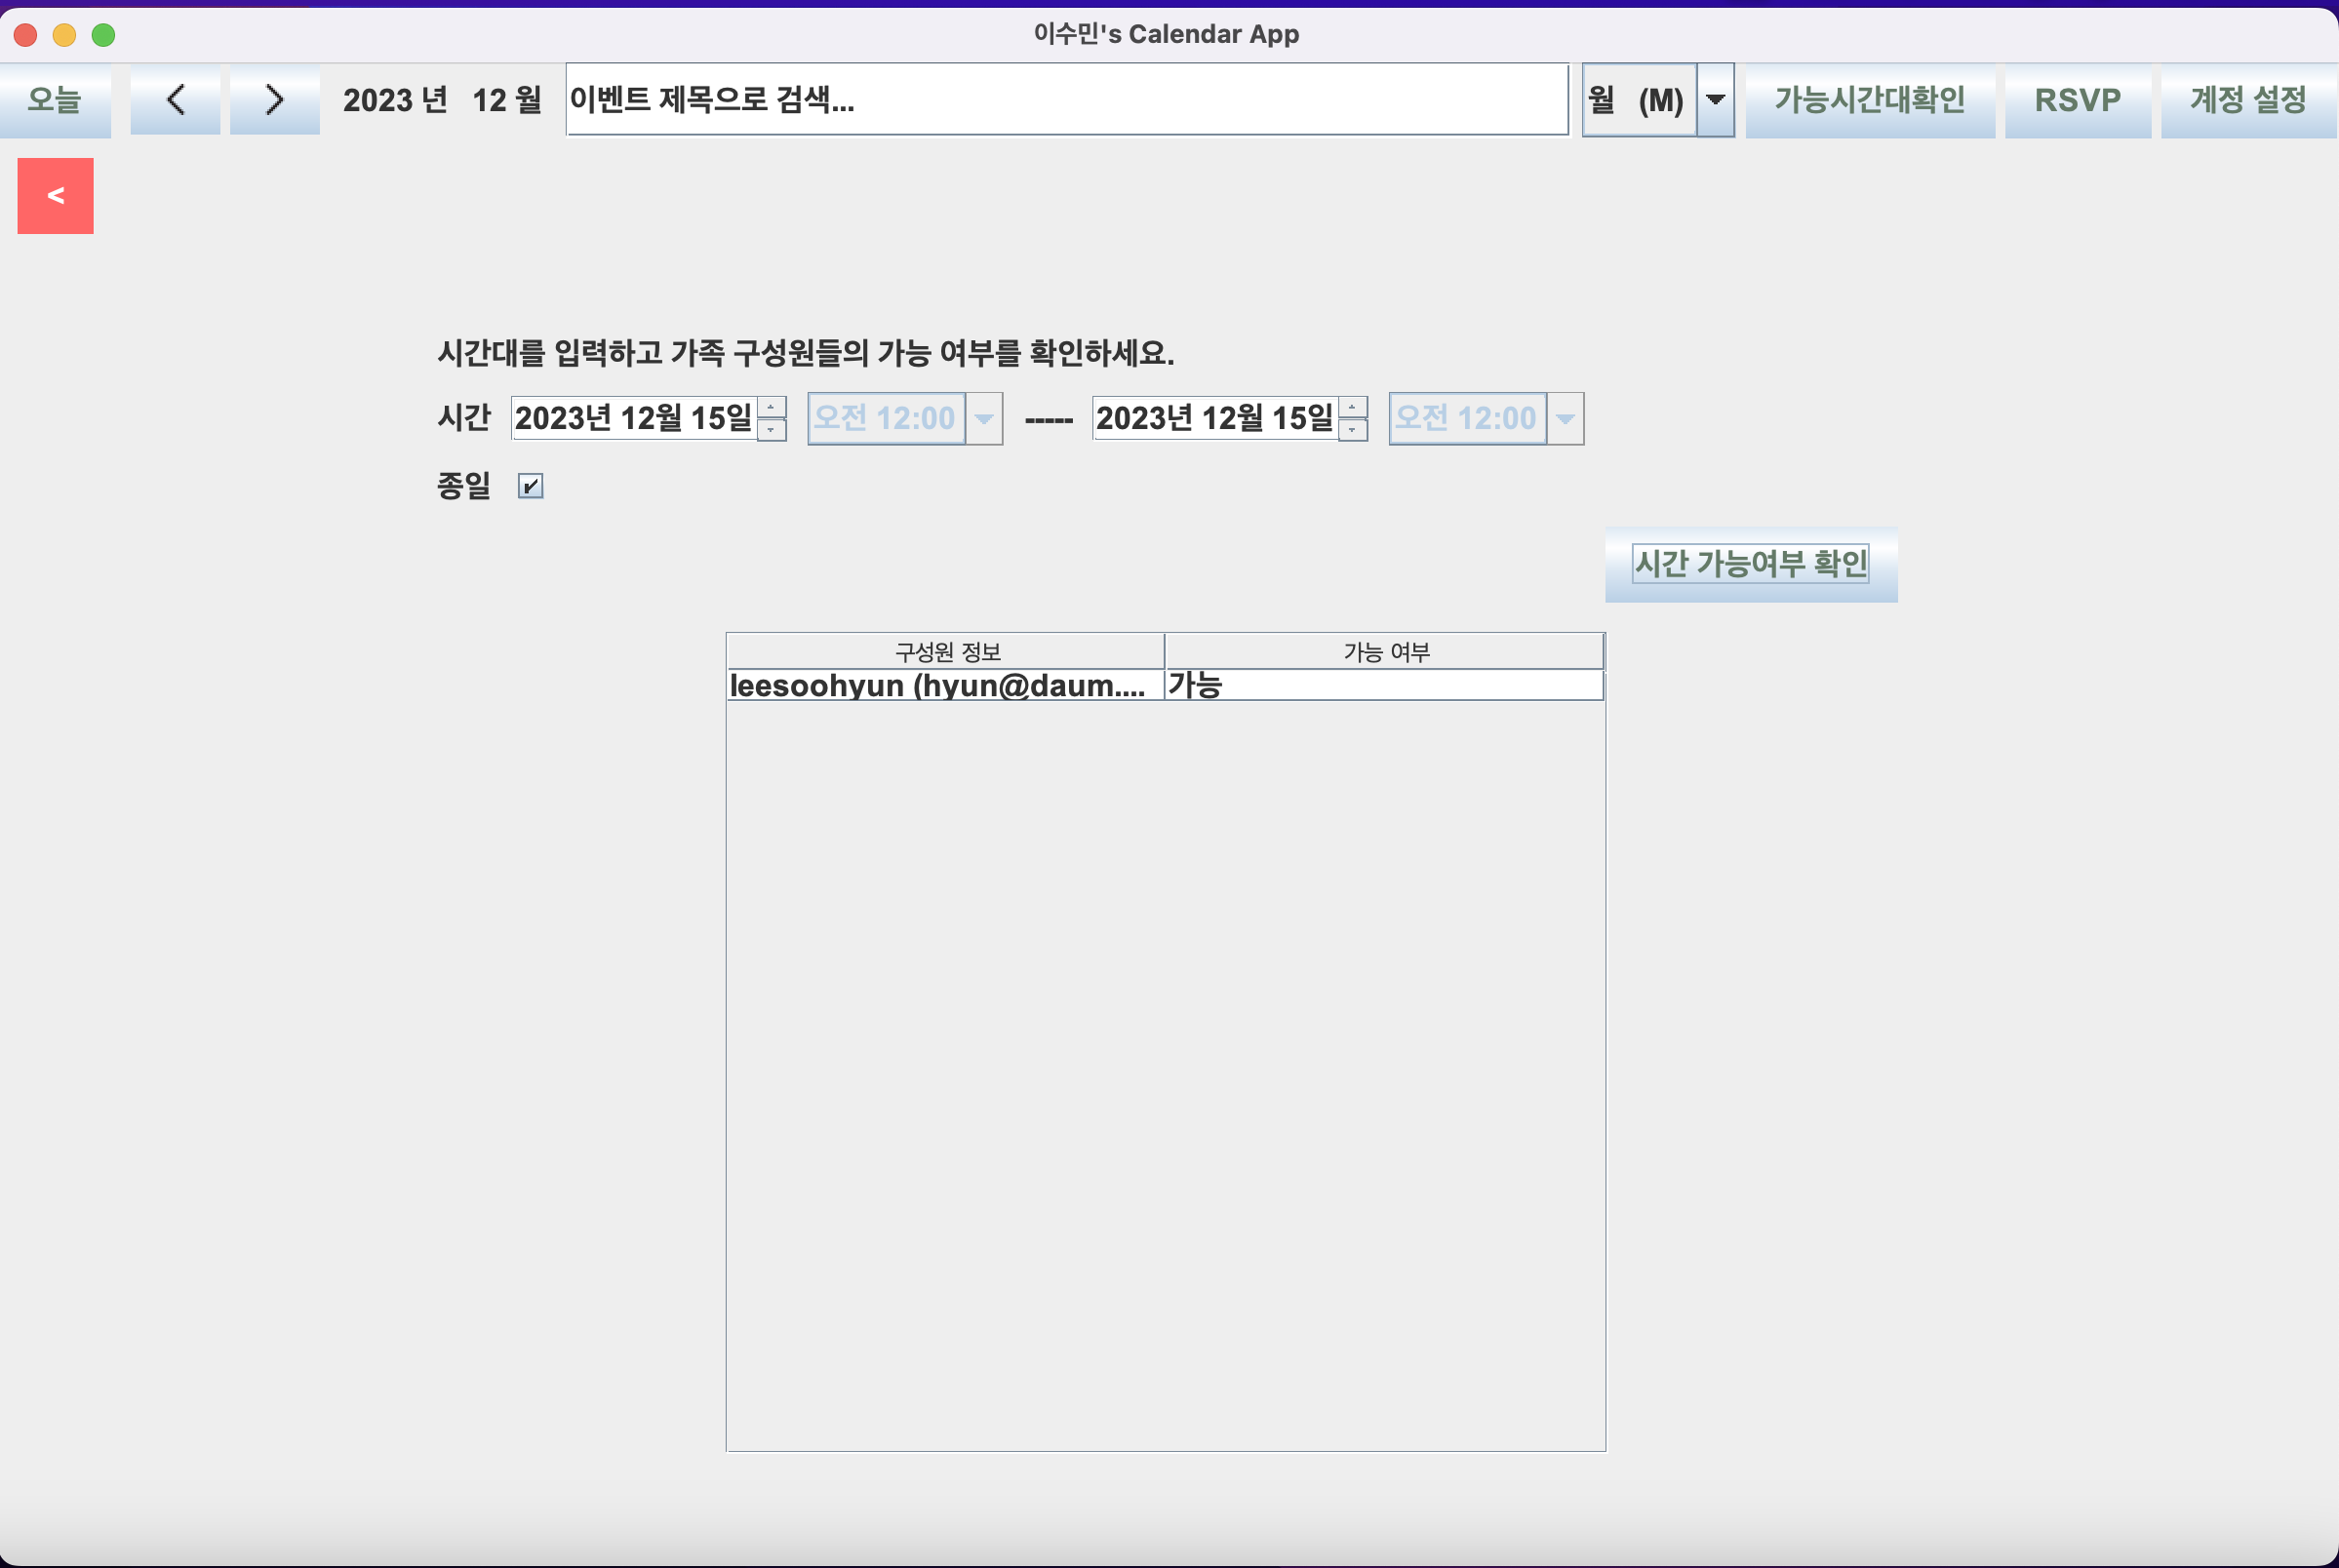 이수민's Calendar App
오늘 < > 2023 년 12 월 이벤트 제목으로 검색... 월 (M) 가능시간대확인 RSVP 계정 설정
<
시간대를 입력하고 가족 구성원들의 가능 여부를 확인하세요.
시간 2023년 12월 15일 오전 12:00 ----- 2023년 12월 15일 오전 12:00
종일
시간 가능여부 확인
구성원 정보 가능 여부
leesoohyun (hyun@daum.... 가능